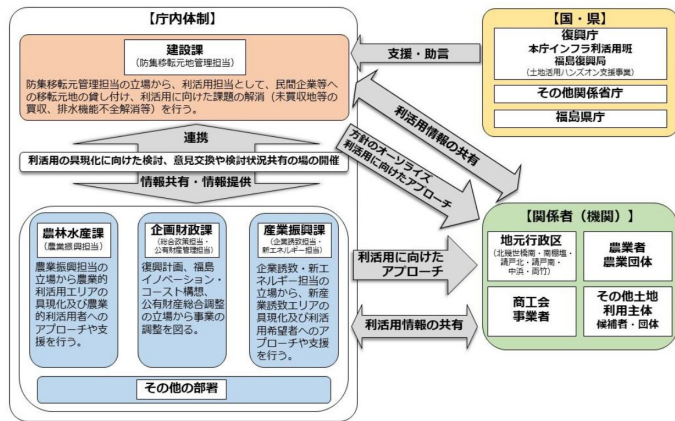 【庁内体制】
建設課
(防集移転元地管理担当)
防集移転元管理担当の立場から、利活用担当として、民間企業等へ
の移転元地の貸し付け、利活用に向けた課題の解消（未買収地等の
買収、排水機能不全解消等）を行う。
連携
利活用の具現化に向けた検討、意見交換や検討状況共有の場の開催
情報共有・情報提供
農林水産課
(農業振興担当)
農業振興担当の
立場から農業的
利活用エリアの
具現化及び農業
的利活用者への
アプローチや支
援を行う。
企画財政課
(総合政策担当・
公有財産管理担当)
復興計画、福島
イノベーション・
コースト構想、
公有財産総合調整
の立場から事業の
調整を図る。
産業振興課
(企業誘致担当・
新エネルギー担当)
企業誘致・新エ
ネルギー担当の
立場から、新産
業誘致エリアの
具現化及び利活
用希望者へのア
プローチや支援
を行う。
その他の部署
支援・助言
利活用情報の共有
方針のオーソライズ
利活用に向けたアプローチ
利活用に向けた
アプローチ
利活用情報の共有
【国・県】
復興庁
本庁インフラ利活用班
福島復興局
(土地活用ハンズオン支援事業)
その他関係省庁
福島県庁
【関係者（機関）】
地元行政区
(北幾世橋南・南棚塩・
請戸北・請戸南・
中浜・両竹)
農業者
農業団体
商工会
事業者
その他土地
利用主体
候補者・団体